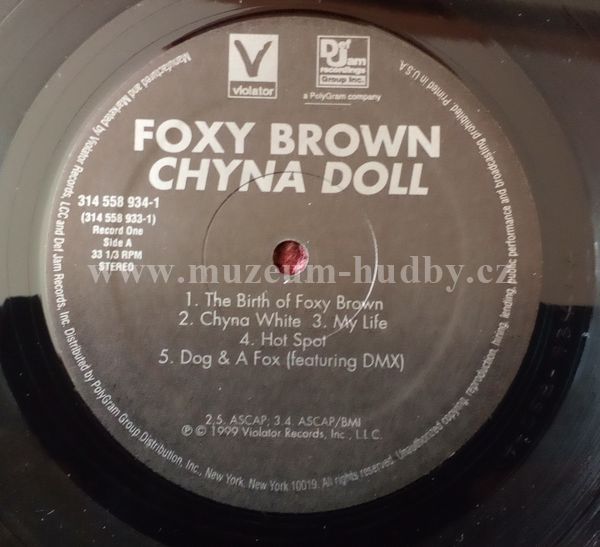 V
violator
Def Jam
recordings
Group Inc.
a PolyGram company
FOXY BROWN
CHYNA DOLL
314 558 934-1
(314 558 933-1)
Record One
Side A
33 1/3 RPM
STEREO
www.muzeum-hudby.cz
1. The Birth of Foxy Brown
2. Chyna White 3. My Life
4. Hot Spot
5. Dog & A Fox (featuring DMX)
2,5. ASCAP; 3,4. ASCAP/BMI
℗ © 1999 Violator Records, Inc., LLC.
Manufactured and Marketed by Violator Records, LCC and Def Jam Records, Inc. Distributed by PolyGram Group Distribution, Inc., New York, New York 10019. All rights reserved. Unauthorized copying, reproduction, hiring, lending, public performance and broadcasting prohibited. Printed in U.S.A.